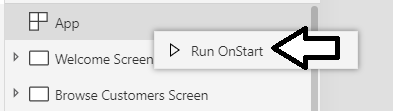 App
Run OnStart
Welcome Screen
Browse Customers Screen